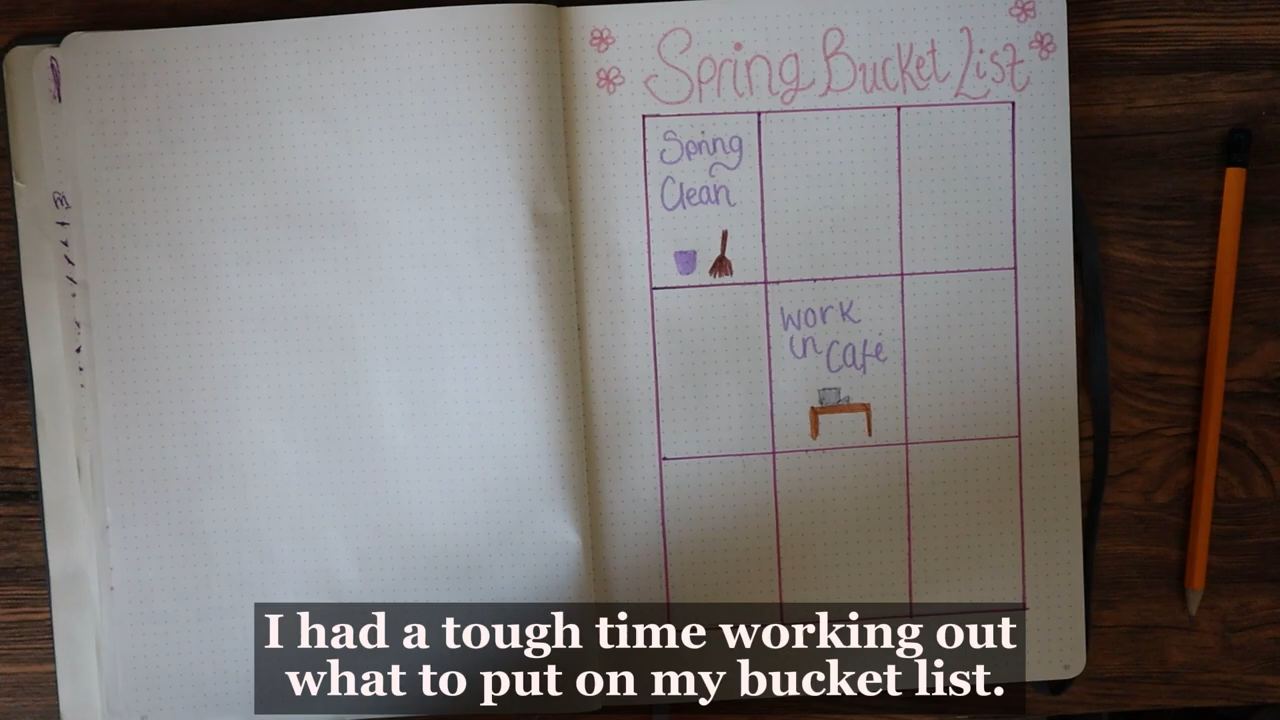 Spring Bucket List
Spring
Clean
Work
in Café
I had a tough time working out
what to put on my bucket list.